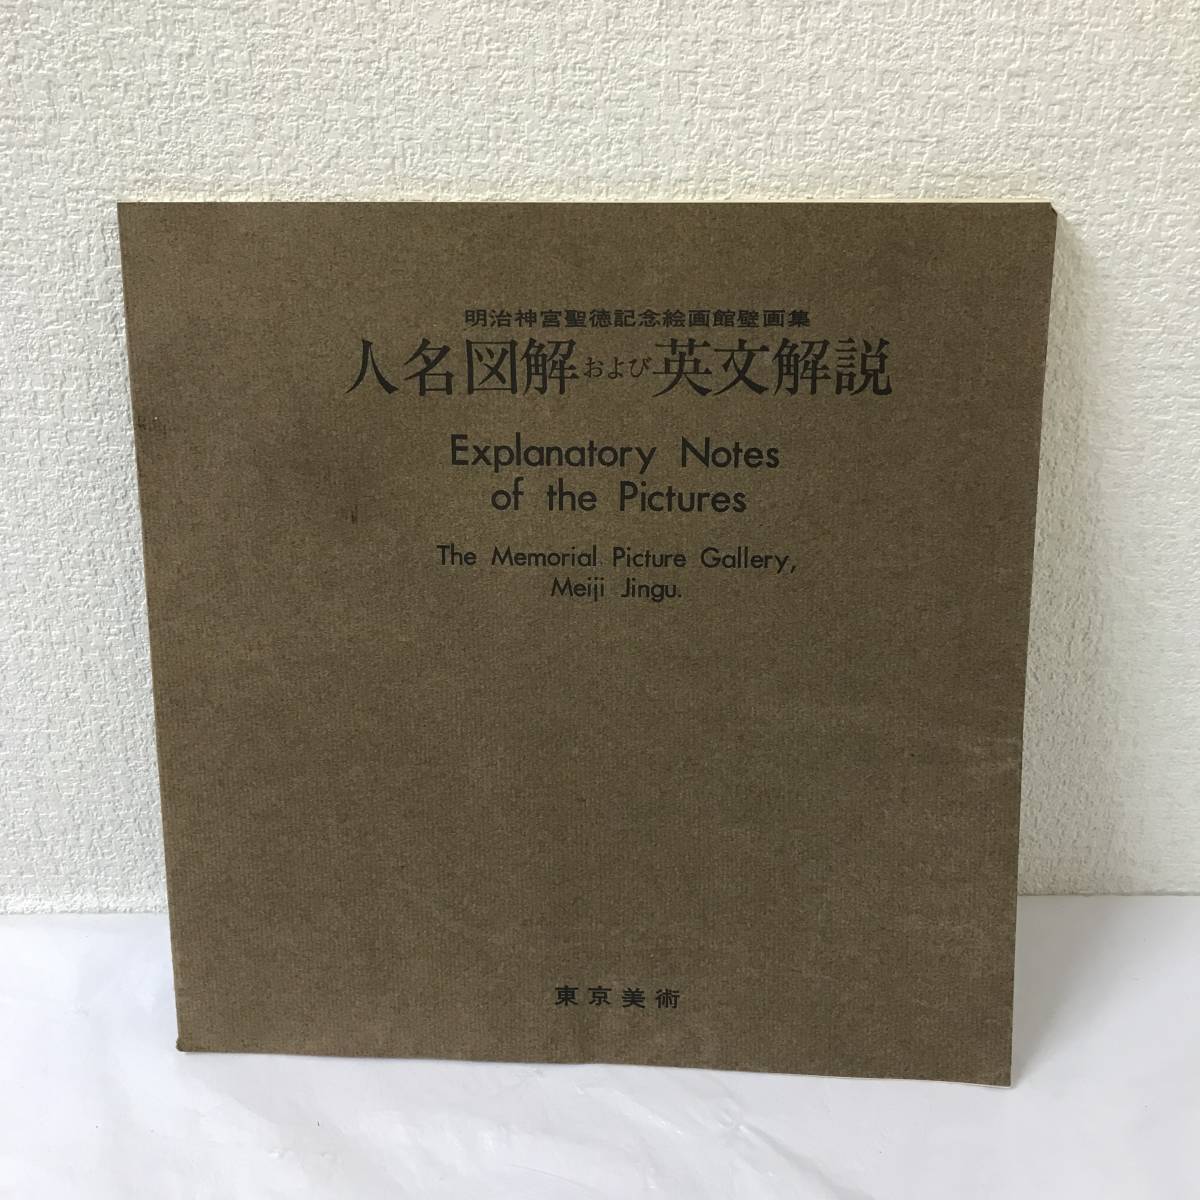 明治神宮聖徳記念絵画館壁画集
人名図解および英文解説
Explanatory Notes
of the Pictures
The Memorial Picture Gallery,
Meiji Jingu.
東京美術